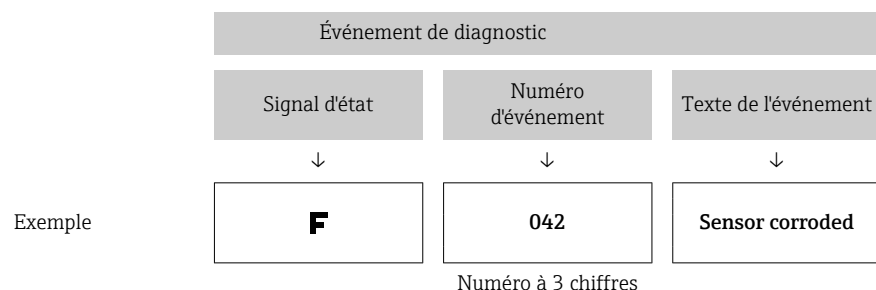 Événement de diagnostic
Signal d'état
Numéro
d'événement
Texte de l'événement
↓ ↓ ↓
Exemple
F
042
Sensor corroded
Numéro à 3 chiffres